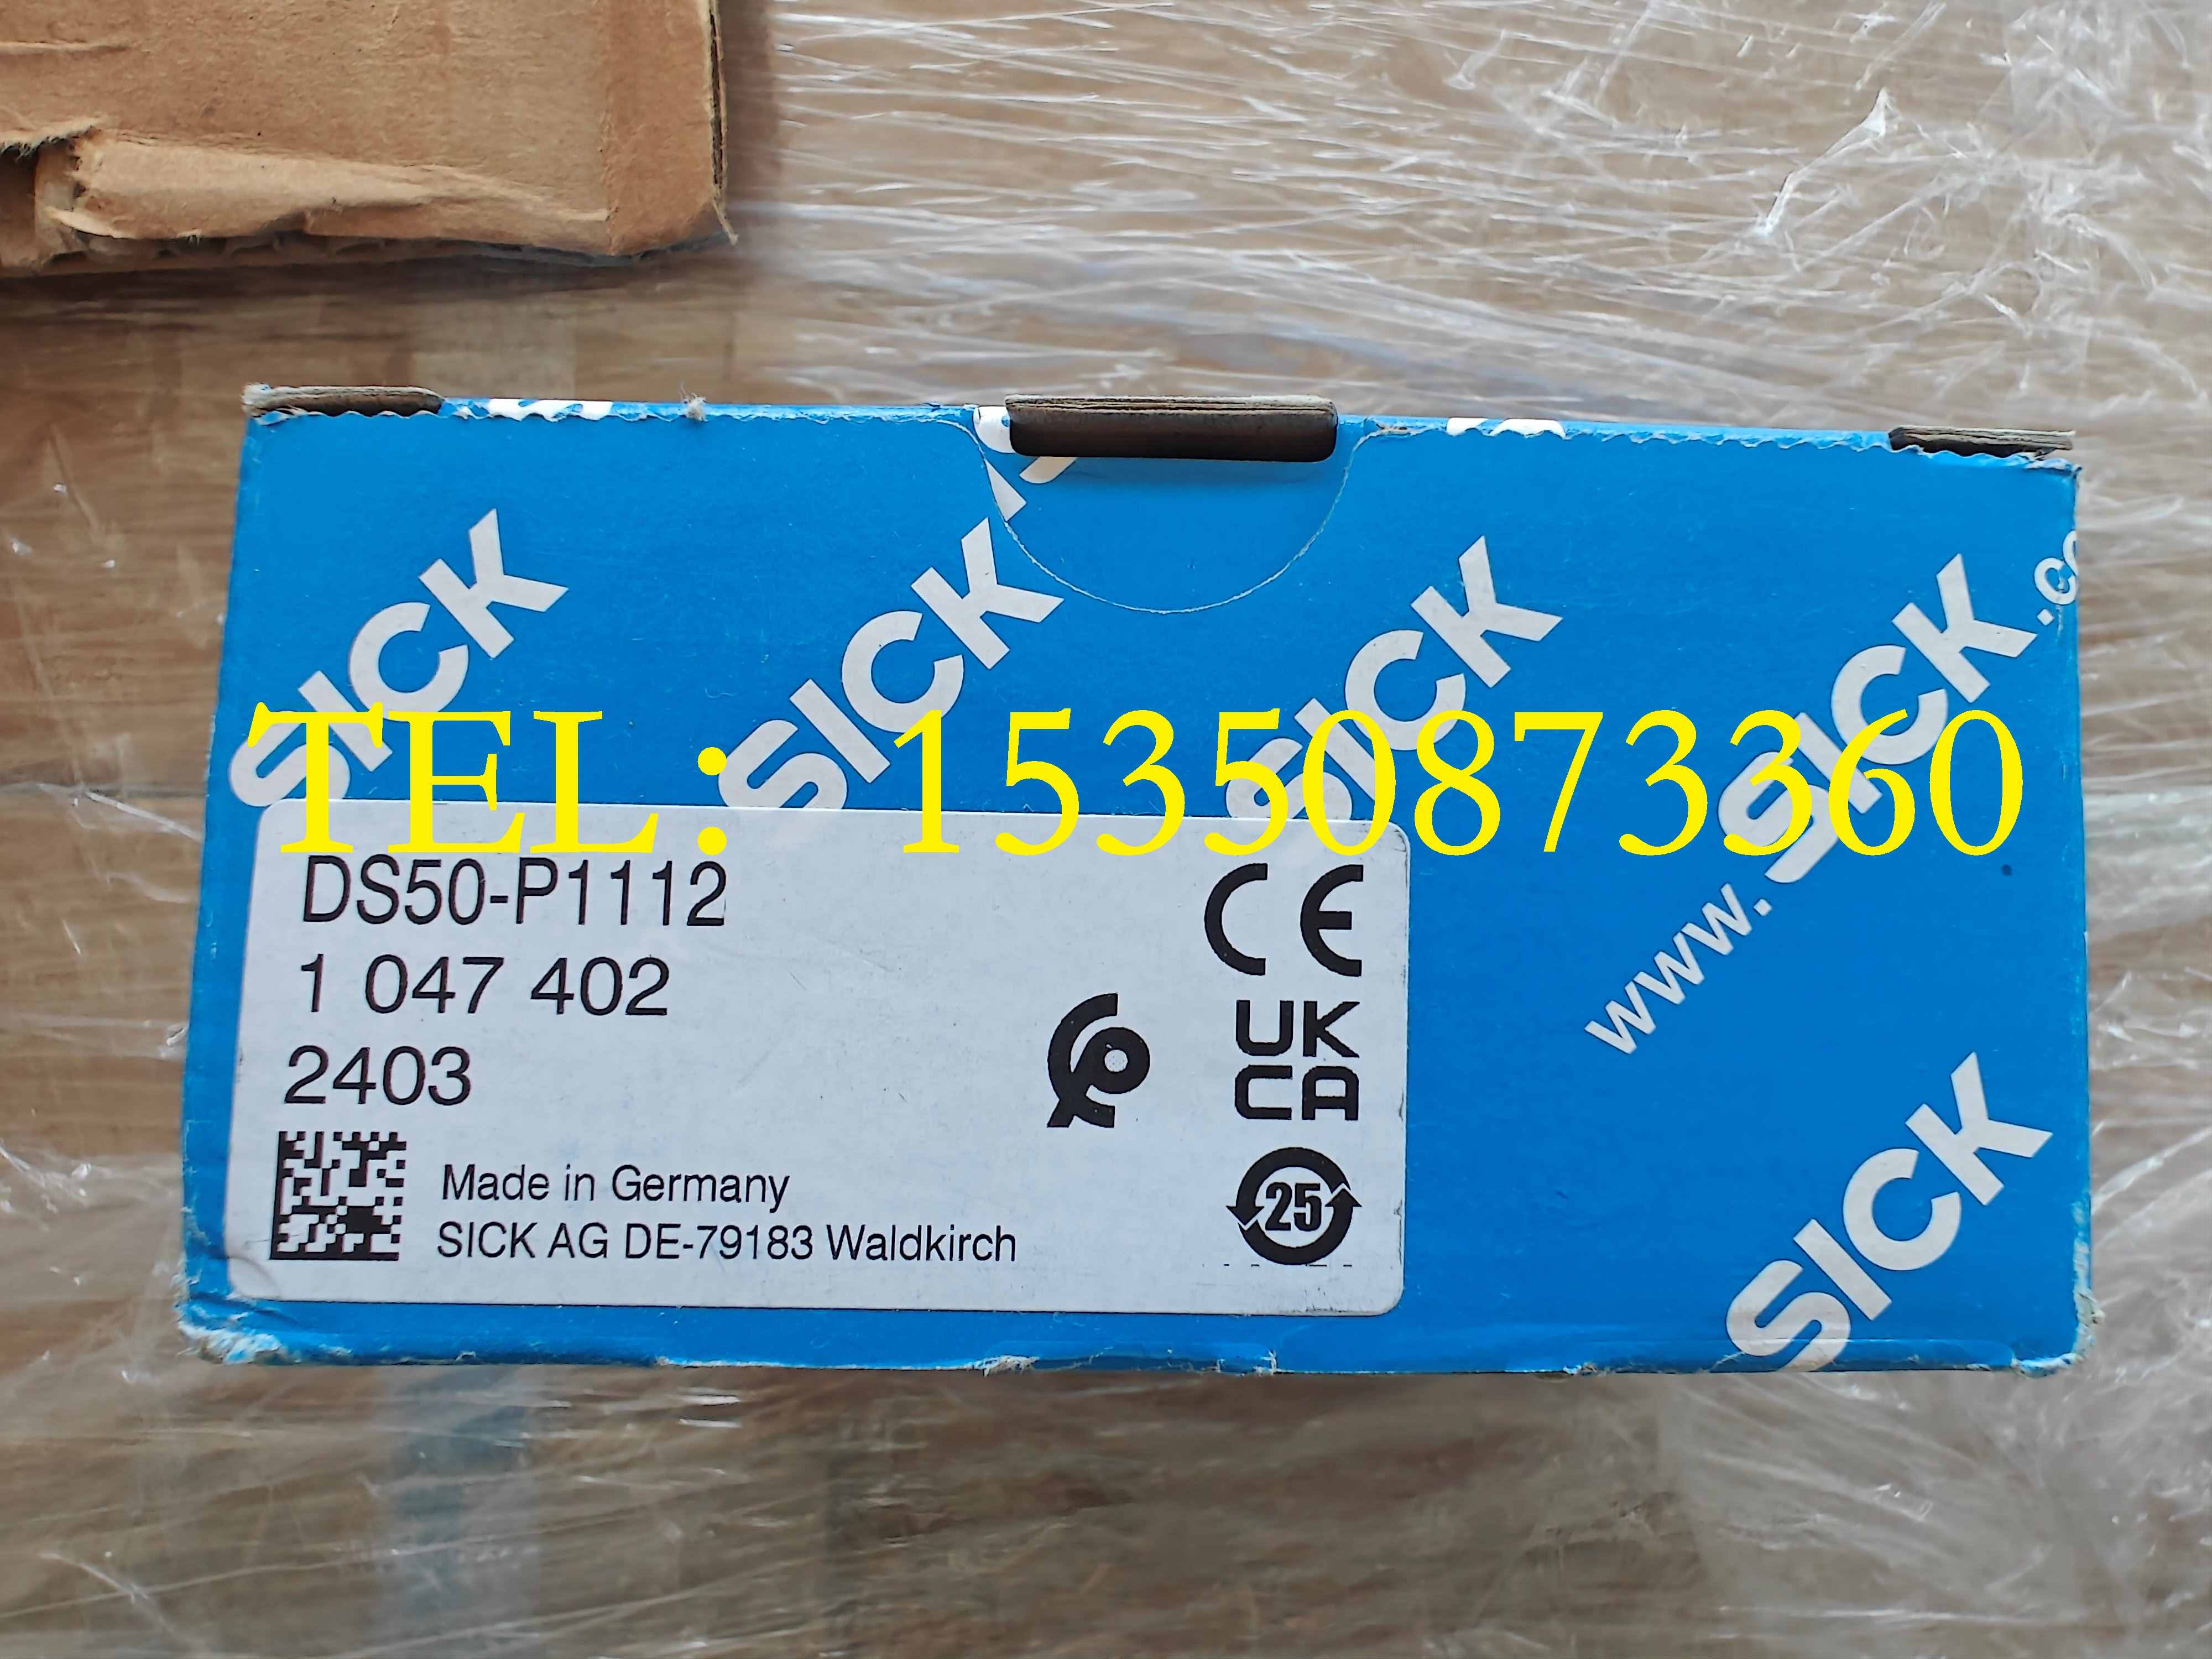 SICK
SICK
SICK
www.SICK.co
TEL：15350873360
DS50-P1112
1 047 402
2403
Made in Germany
SICK AG DE-79183 Waldkirch
CE
UK
CA
25
SICK